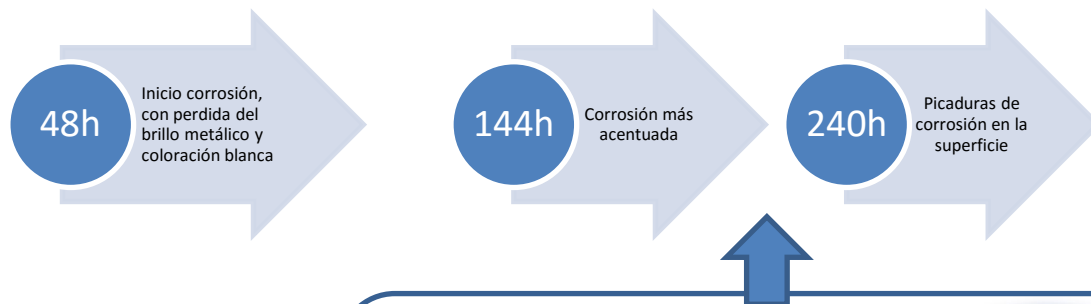 48h
Inicio corrosión,
con perdida del
brillo metálico y
coloración blanca
144h
Corrosión más
acentuada
240h
Picaduras de
corrosión en la
superficie